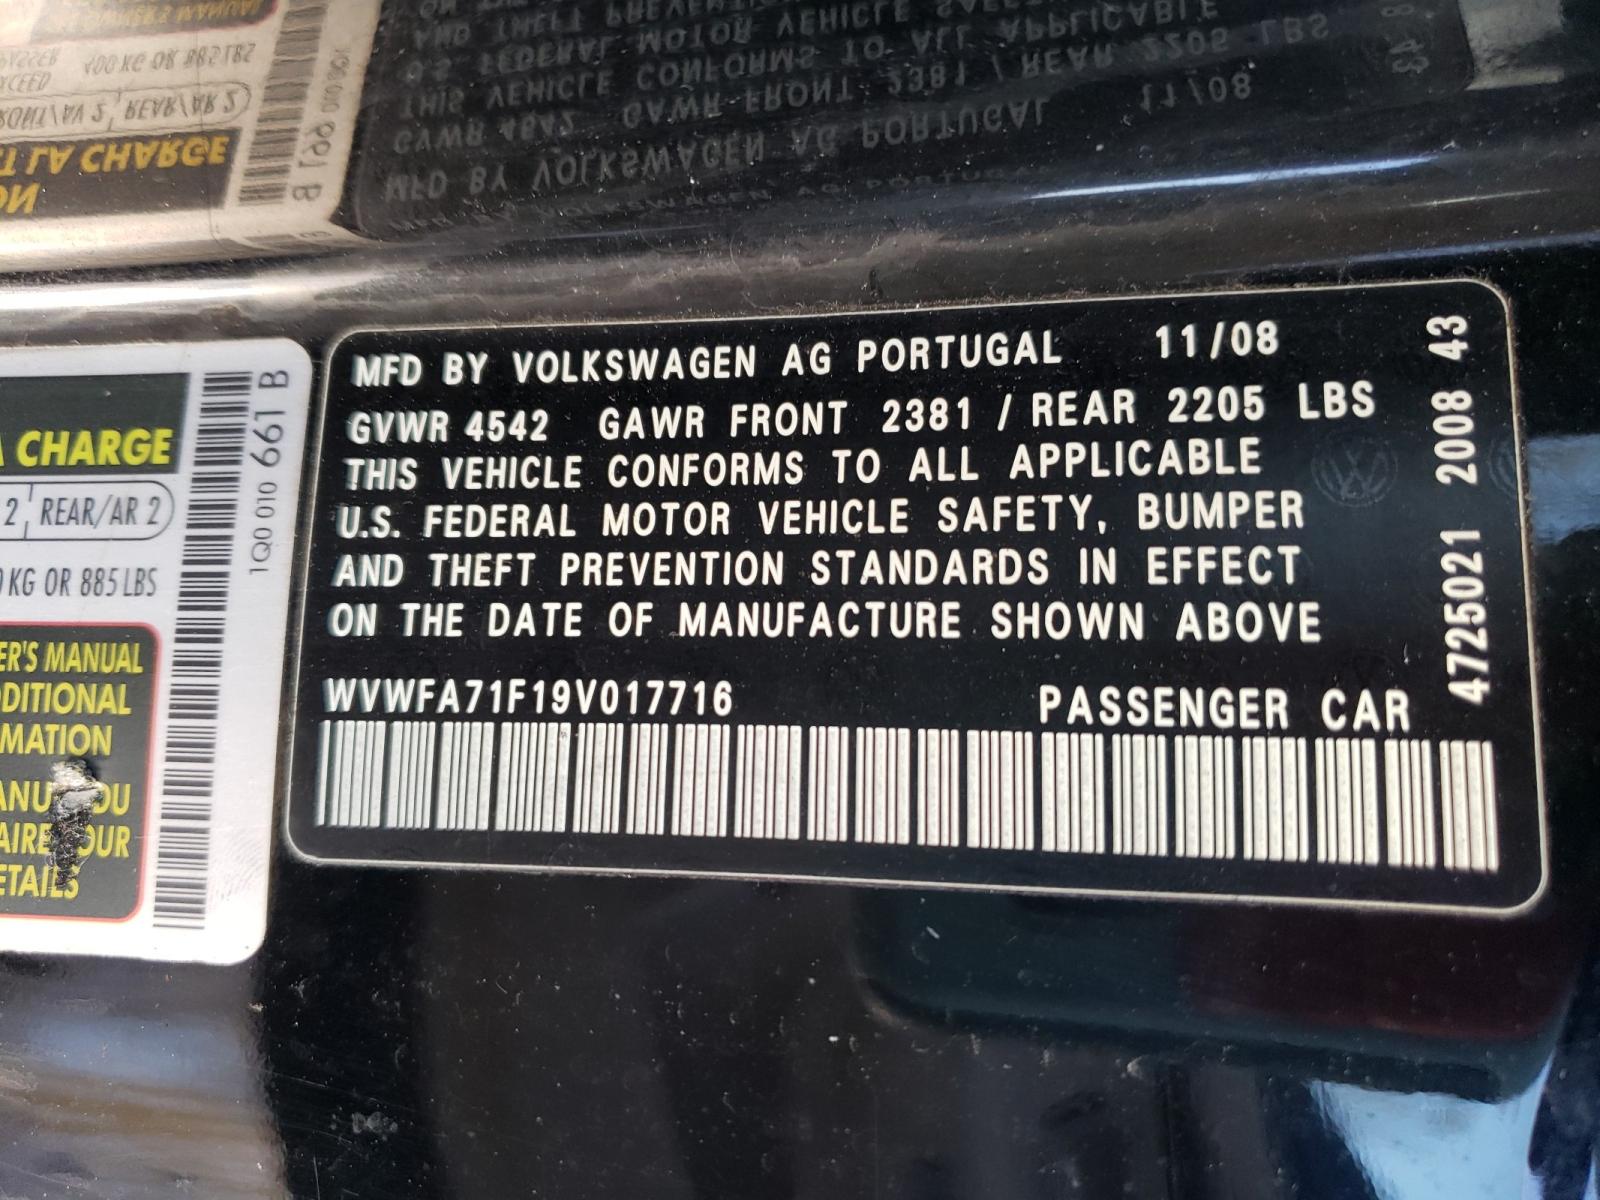 MFD BY VOLKSWAGEN AG PORTUGAL 11/08
GVWR 4542 GAWR FRONT 2381 / REAR 2205 LBS
THIS VEHICLE CONFORMS TO ALL APPLICABLE
U.S. FEDERAL MOTOR VEHICLE SAFETY, BUMPER
AND THEFT PREVENTION STANDARDS IN EFFECT
ON THE DATE OF MANUFACTURE SHOWN ABOVE
WVWFA71F19V017716 PASSENGER CAR
4725021 2008 43
A CHARGE
2 REAR/AR 2
KG OR 885 LBS
ER'S MANUAL
DITIONAL
MATION
DU
ETAILS
1Q0 010 661 B